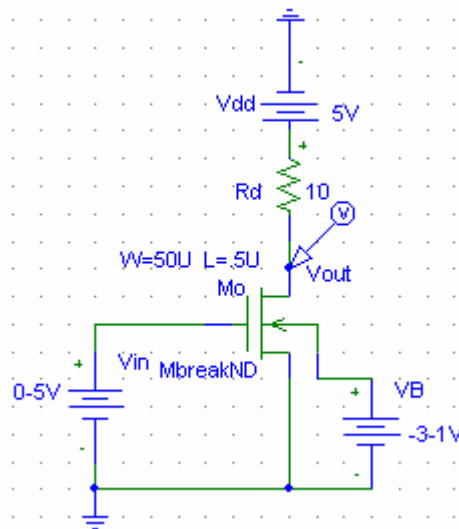 -
Vdd
5V
+
Rd
10
V
W=50U L=.5U
Vout
Mo
+
Vin
MbreakND
+
VB
0-5V
-3-1V
-
-